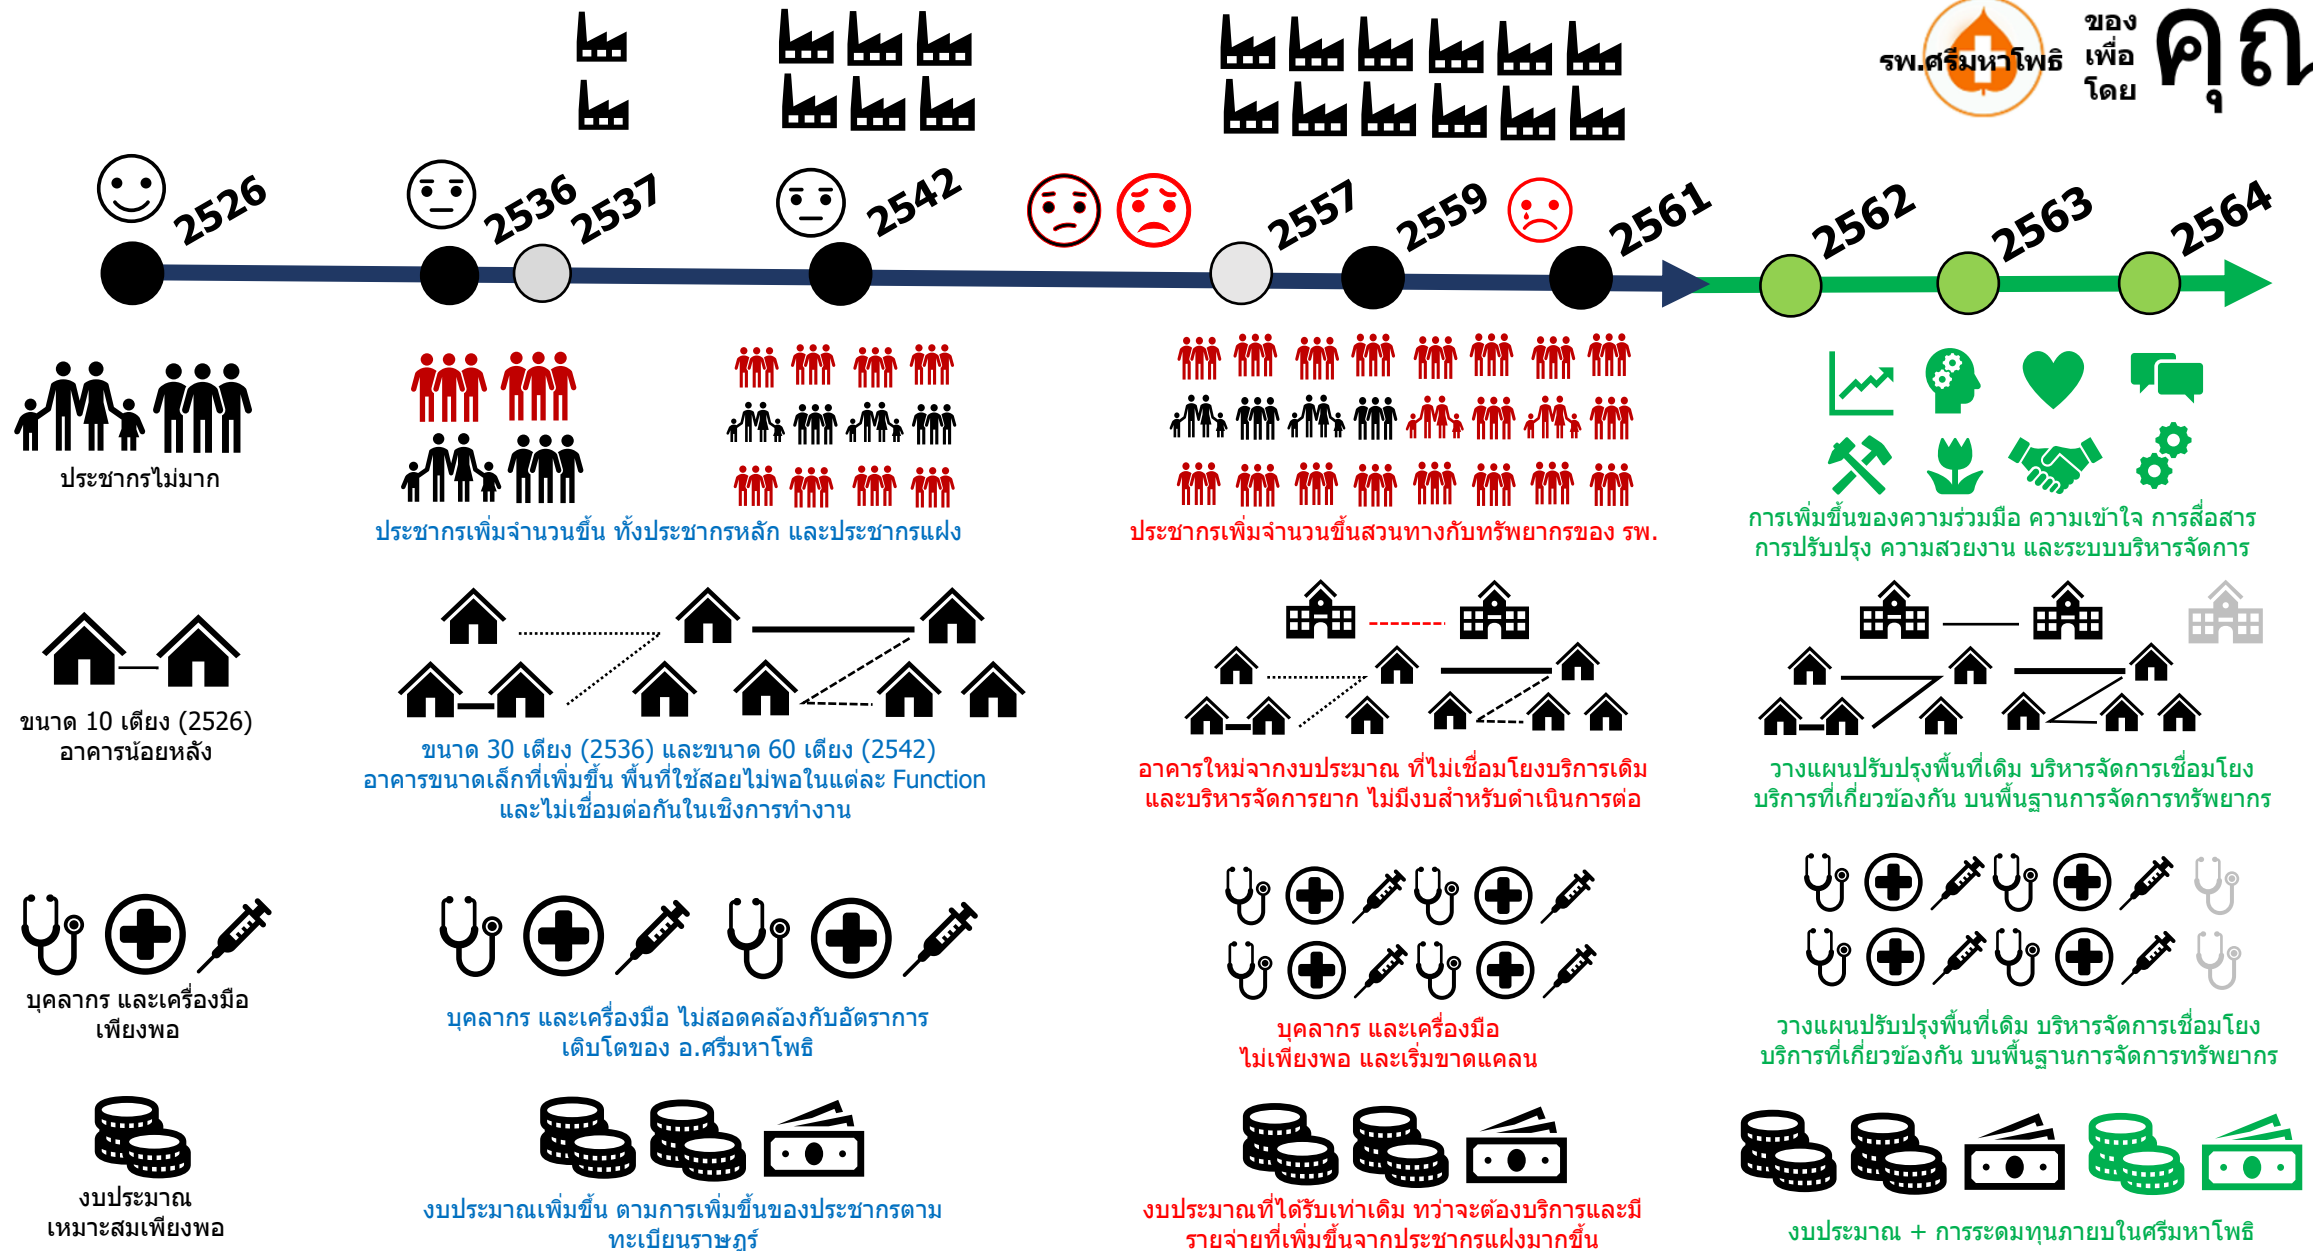 รพ.ศรีมหาโพธิ
ของ
เพื่อ
โดย
คุณ
2526
2536
2537
2542
2557
2559
2561
2562
2563
2564
ประชากรไม่มาก
ประชากรเพิ่มจำนวนขึ้น ทั้งประชากรหลัก และประชากรแฝง
ประชากรเพิ่มจำนวนขึ้นสวนทางกับทรัพยากรของ รพ.
การเพิ่มขึ้นของความร่วมมือ ความเข้าใจ การสื่อสาร
การปรับปรุง ความสวยงาน และระบบบริหารจัดการ
ขนาด 10 เตียง (2526)
อาคารน้อยหลัง
ขนาด 30 เตียง (2536) และขนาด 60 เตียง (2542)
อาคารขนาดเล็กที่เพิ่มขึ้น พื้นที่ใช้สอยไม่พอในแต่ละ Function
และไม่เชื่อมต่อกันในเชิงการทำงาน
อาคารใหม่จากงบประมาณ ที่ไม่เชื่อมโยงบริการเดิม
และบริหารจัดการยาก ไม่มีงบสำหรับดำเนินการต่อ
วางแผนปรับปรุงพื้นที่เดิม บริหารจัดการเชื่อมโยง
บริการที่เกี่ยวข้องกัน บนพื้นฐานการจัดการทรัพยากร
บุคลากร และเครื่องมือ
เพียงพอ
บุคลากร และเครื่องมือ ไม่สอดคล้องกับอัตราการ
เติบโตของ อ.ศรีมหาโพธิ
บุคลากร และเครื่องมือ
ไม่เพียงพอ และเริ่มขาดแคลน
วางแผนปรับปรุงพื้นที่เดิม บริหารจัดการเชื่อมโยง
บริการที่เกี่ยวข้องกัน บนพื้นฐานการจัดการทรัพยากร
งบประมาณ
เหมาะสมเพียงพอ
งบประมาณเพิ่มขึ้น ตามการเพิ่มขึ้นของประชากรตาม
ทะเบียนราษฎร์
งบประมาณที่ได้รับเท่าเดิม ทว่าจะต้องบริการและมี
รายจ่ายที่เพิ่มขึ้นจากประชากรแฝงมากขึ้น
งบประมาณ + การระดมทุนภายบในศรีมหาโพธิ